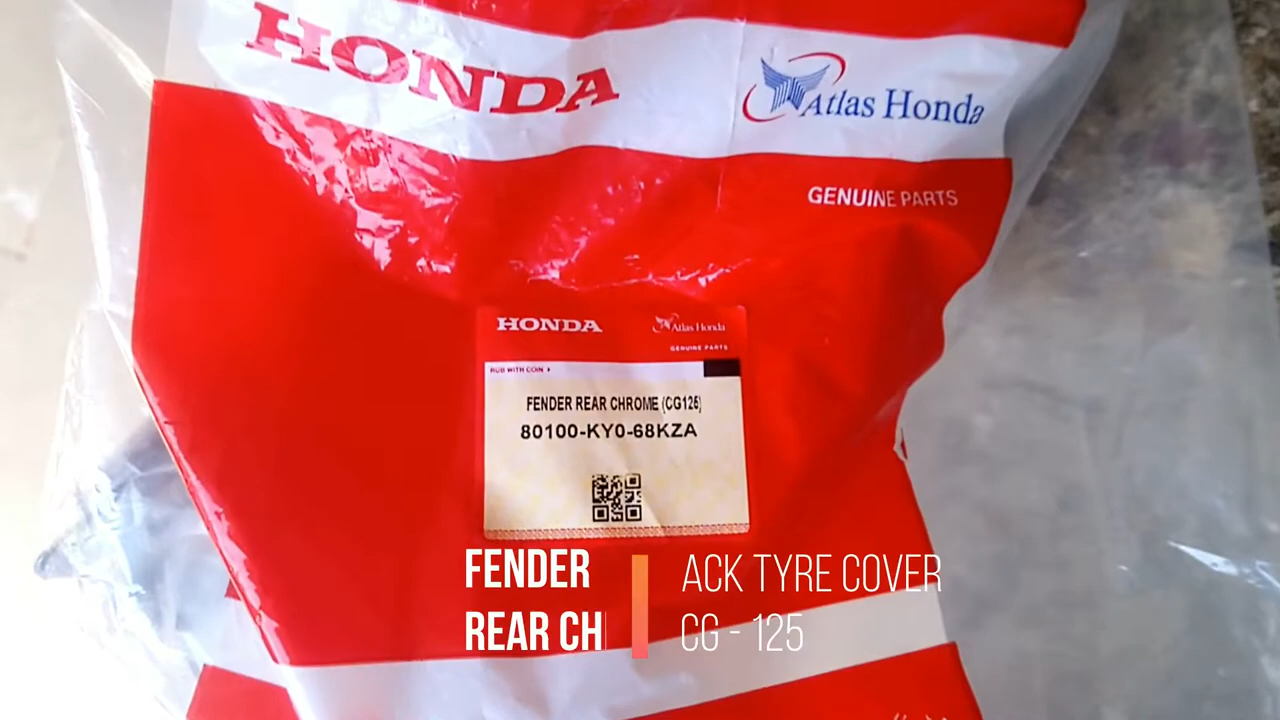 HONDA
Atlas Honda
GENUINE PARTS
HONDA
Atlas Honda
GENUINE PARTS
RUB WITH COIN
FENDER REAR CHROME (CG125)
80100-KY0-68KZA
FENDER
REAR CH
ACK TYRE COVER
CG - 125